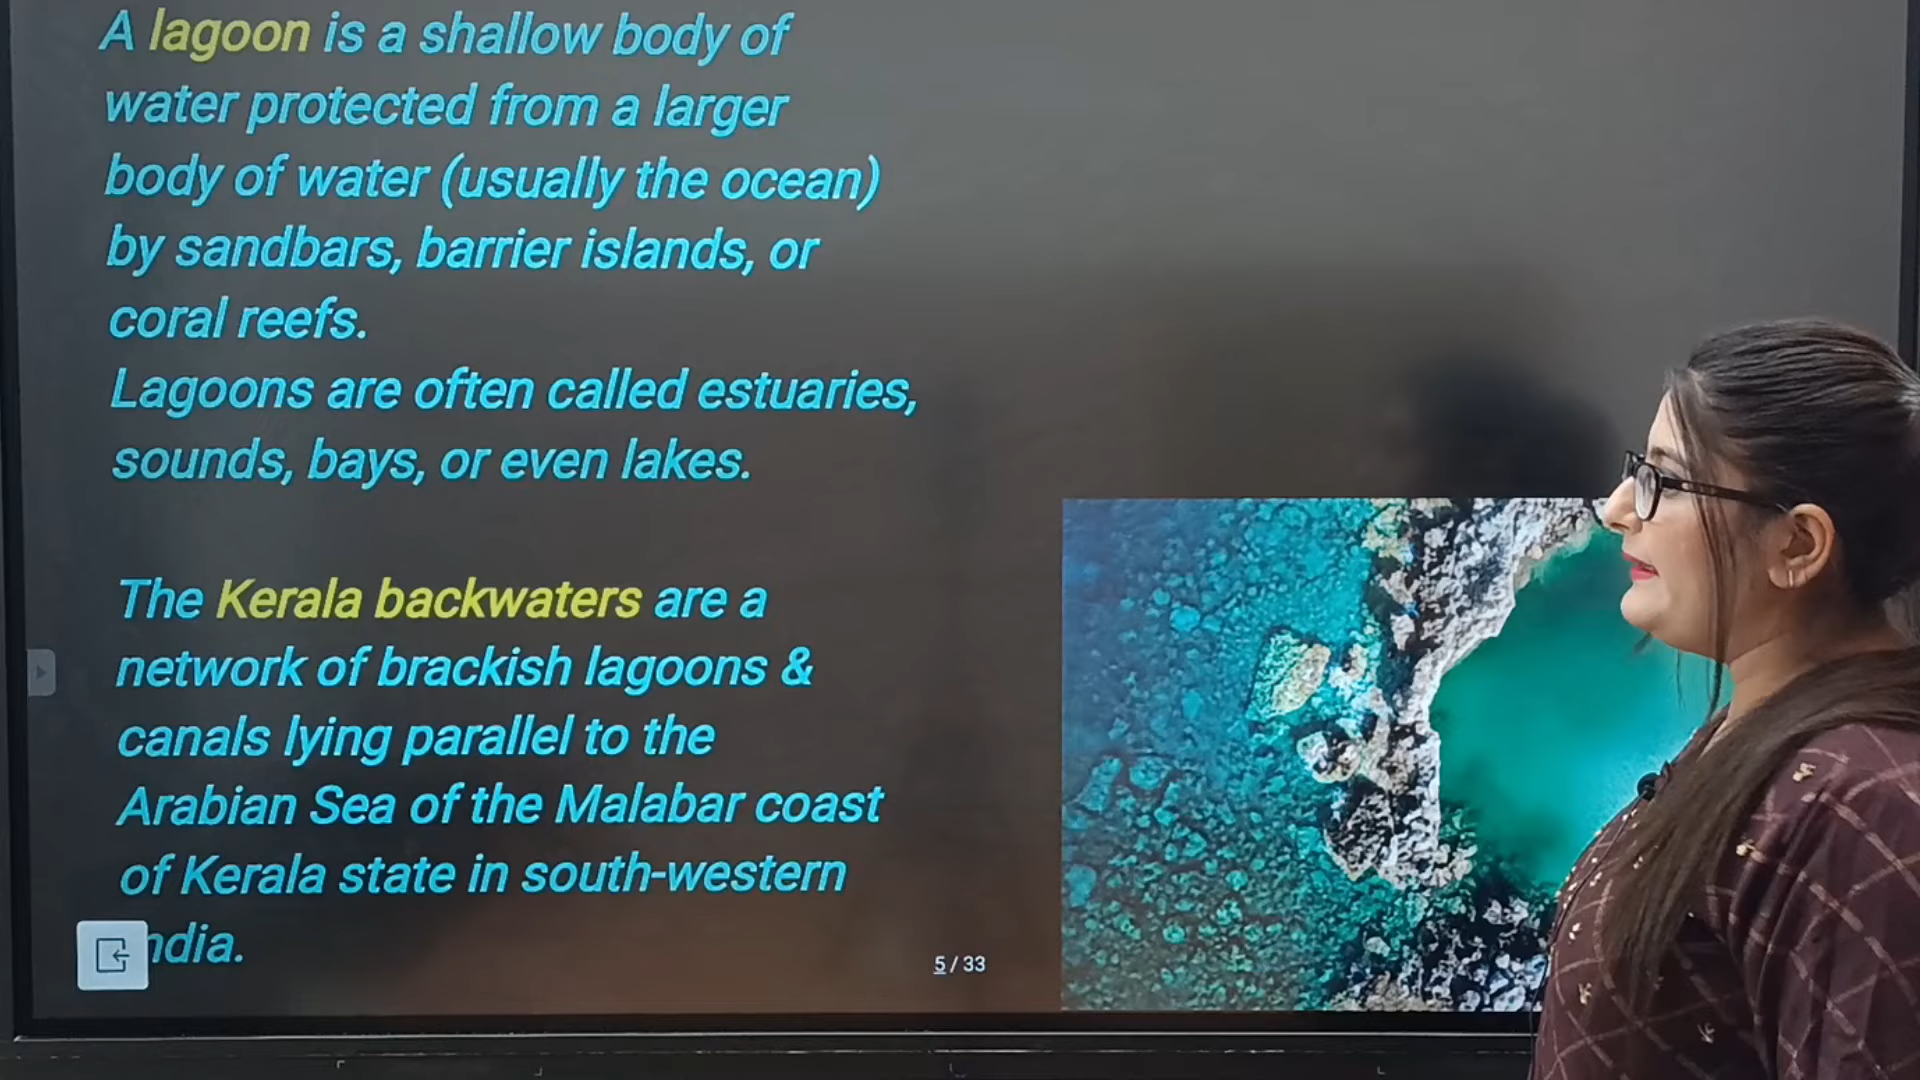 A lagoon is a shallow body of
water protected from a larger
body of water (usually the ocean)
by sandbars, barrier islands, or
coral reefs.
Lagoons are often called estuaries,
sounds, bays, or even lakes.
The Kerala backwaters are a
network of brackish lagoons &
canals lying parallel to the
Arabian Sea of the Malabar coast
of Kerala state in south-western
ndia.
5 / 33